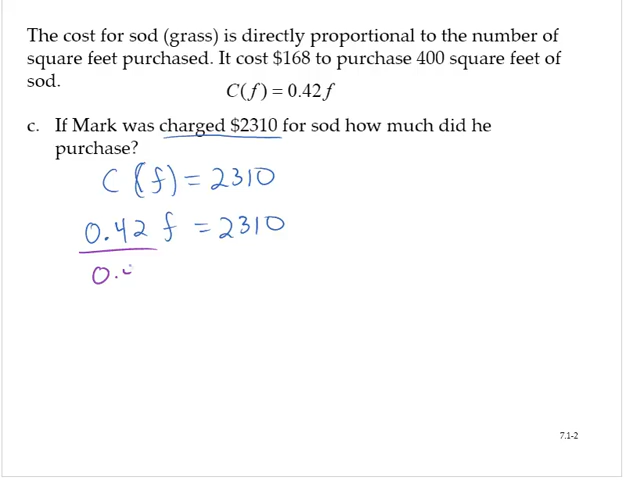 The cost for sod (grass) is directly proportional to the number of
square feet purchased. It cost $168 to purchase 400 square feet of
sod.
C(f) = 0.42f
c. If Mark was charged $2310 for sod how much did he
purchase?
C (f) = 2310
0.42 f = 2310
0.
7.1-2